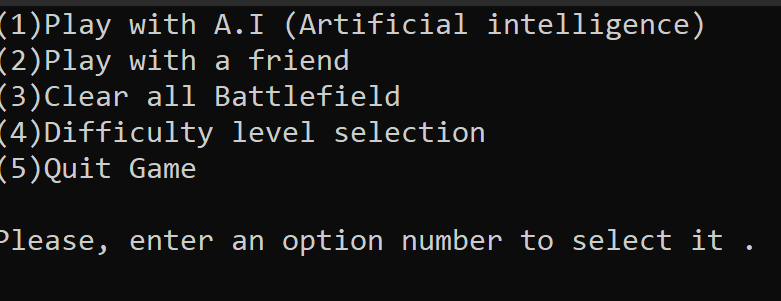 (1)Play with A.I (Artificial intelligence)
(2)Play with a friend
(3)Clear all Battlefield
(4)Difficulty level selection
(5)Quit Game
Please, enter an option number to select it .